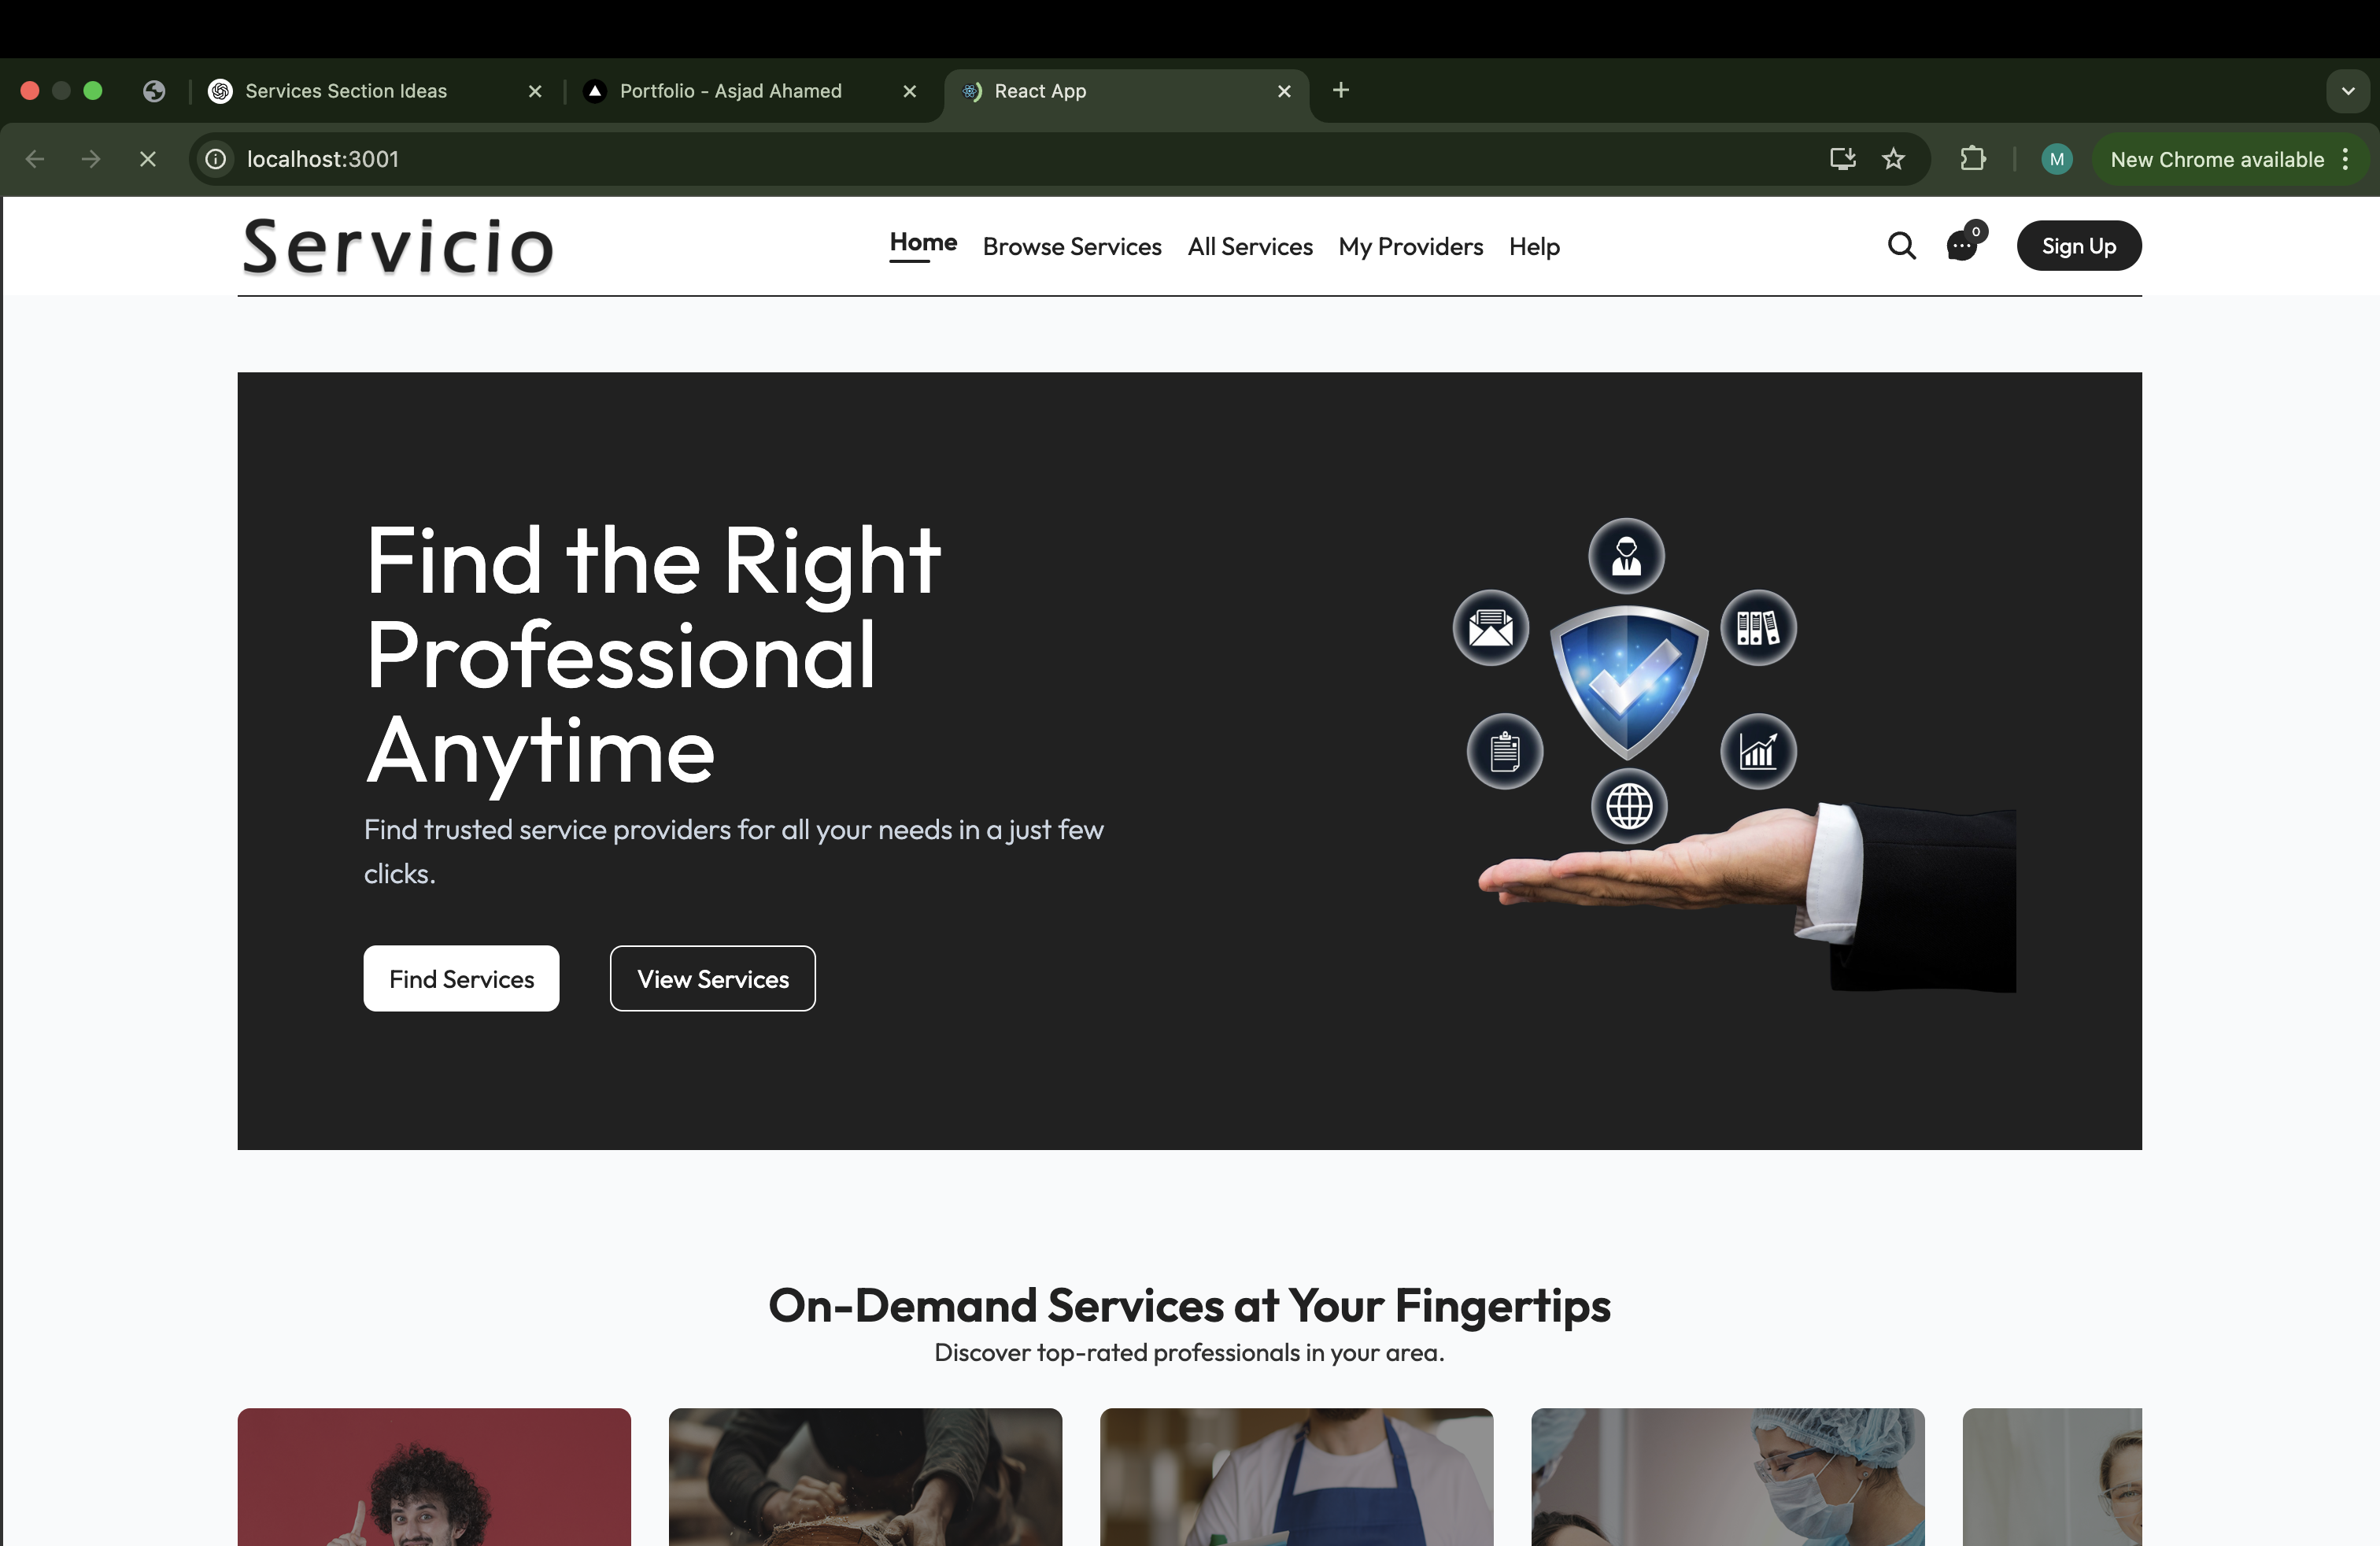 Services Section Ideas
Portfolio - Asjad Ahamed
React App
localhost:3001
M
New Chrome available
Servicio
Home
Browse Services
All Services
My Providers
Help
0
Sign Up
Find the Right
Professional
Anytime
Find trusted service providers for all your needs in a just few
clicks.
Find Services
View Services
On-Demand Services at Your Fingertips
Discover top-rated professionals in your area.